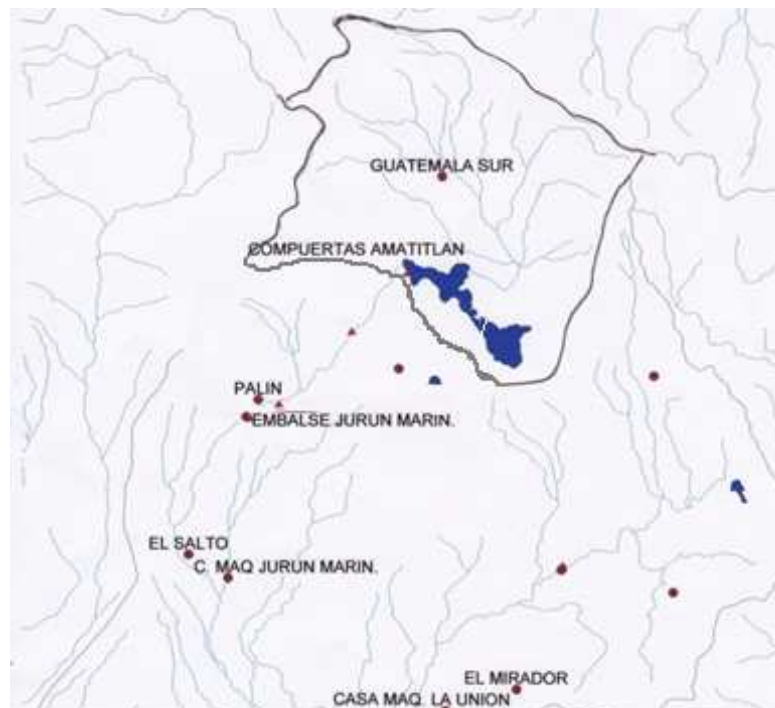 GUATEMALA SUR
COMPUERTAS AMATITLAN
PALIN
EMBALSE JURUN MARIN.
EL SALTO
C. MAQ JURUN MARIN.
EL MIRADOR
CASA MAQ. LA UNION